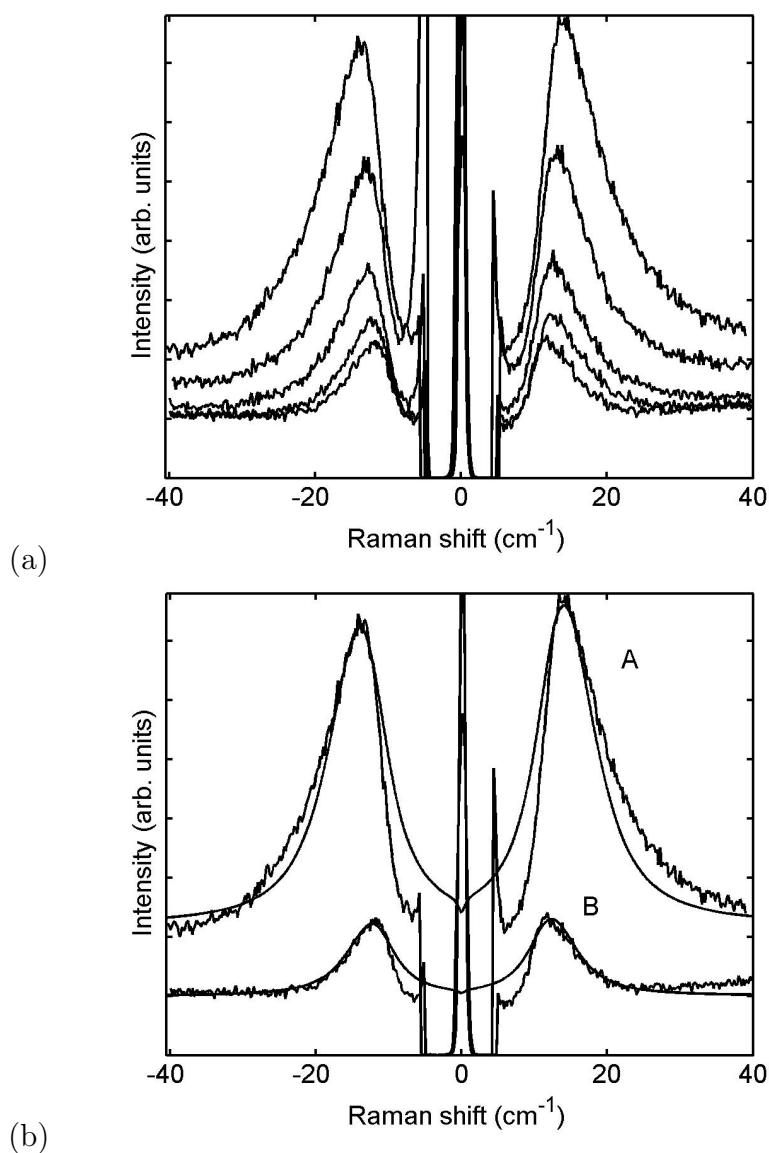 Intensity (arb. units)
-40 -20 0 20 40
Raman shift (cm⁻¹)
(a)
A
B
Intensity (arb. units)
-40 -20 0 20 40
Raman shift (cm⁻¹)
(b)